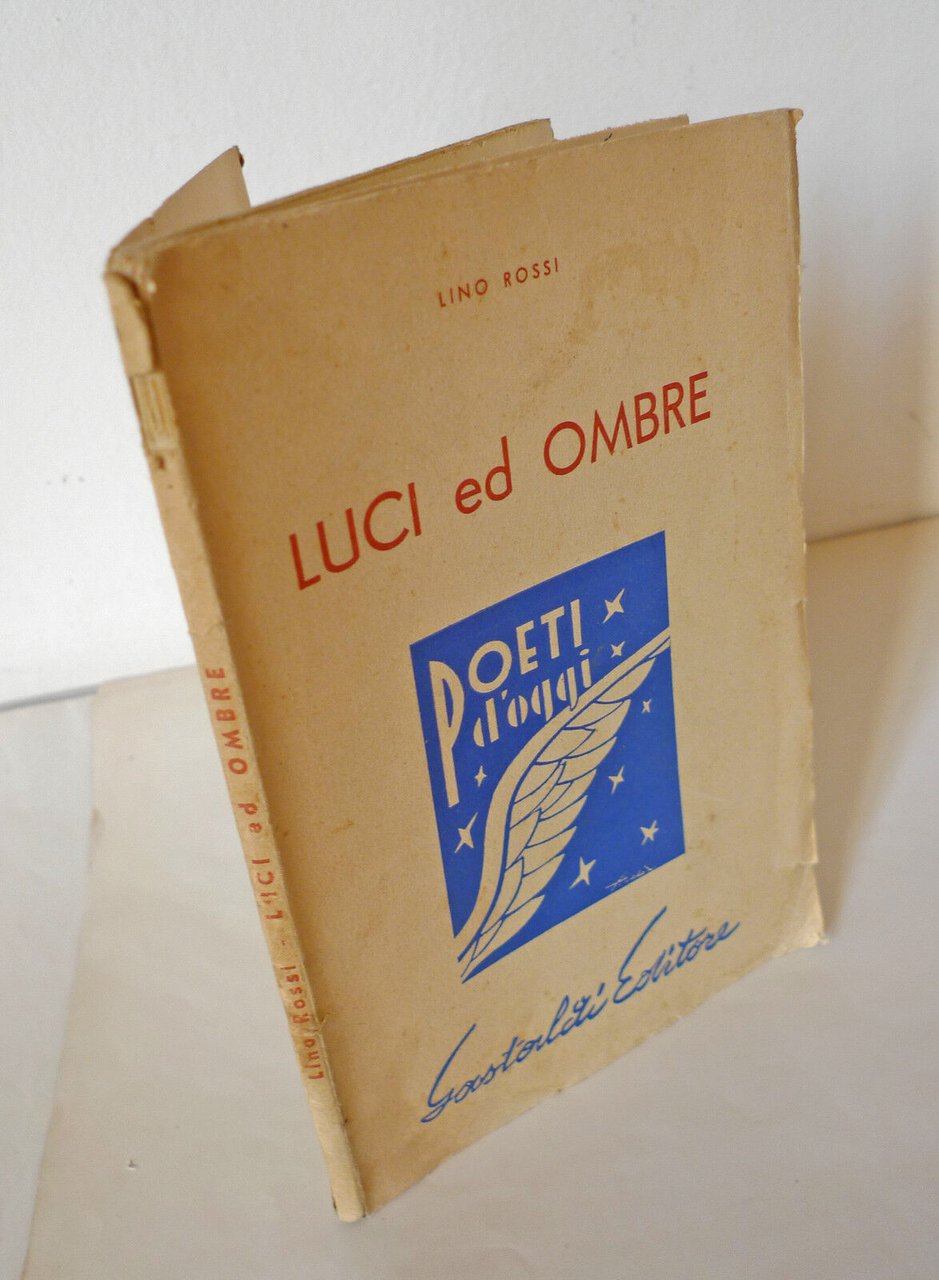 LINO ROSSI
LUCI ed OMBRE
POETI
d'oggi
Gastaldi Editore
Lino Rossi - LUCI ed OMBRE